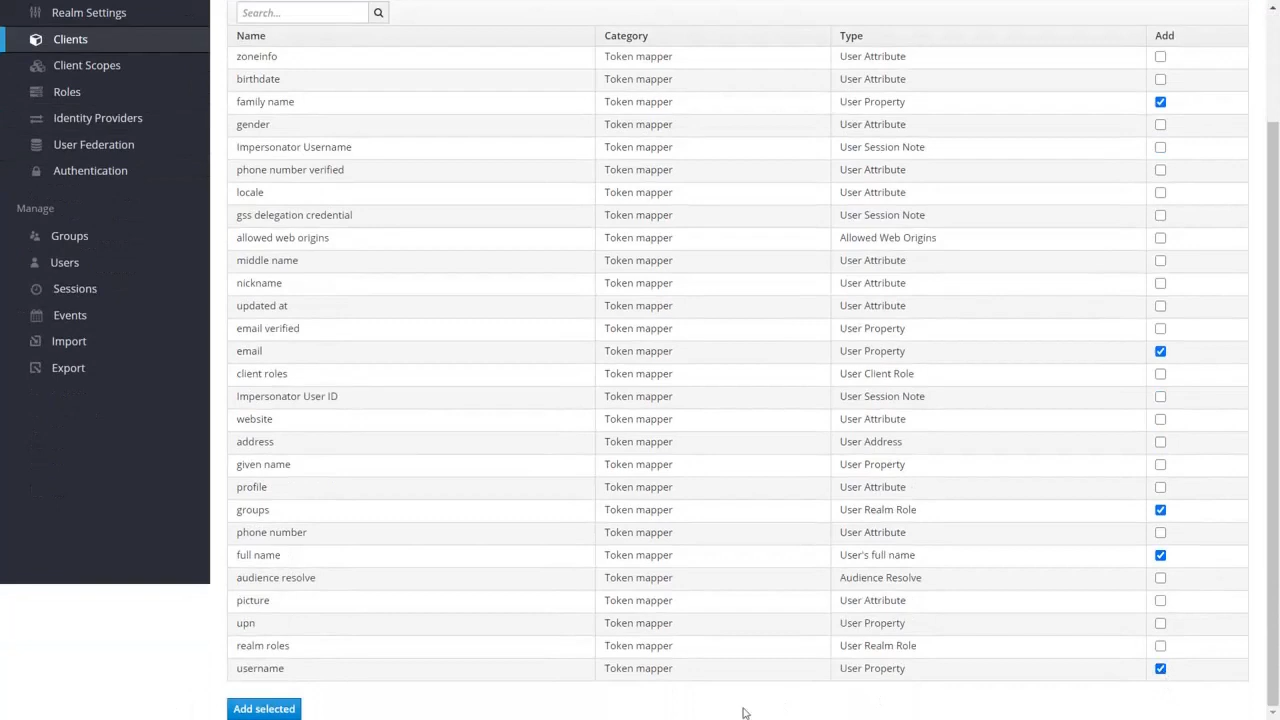 Realm Settings
Clients
Client Scopes
Roles
Identity Providers
User Federation
Authentication
Manage
Groups
Users
Sessions
Events
Import
Export
Search...
Name Category Type Add
zoneinfo Token mapper User Attribute
birthdate Token mapper User Attribute
family name Token mapper User Property
gender Token mapper User Attribute
Impersonator Username Token mapper User Session Note
phone number verified Token mapper User Attribute
locale Token mapper User Attribute
gss delegation credential Token mapper User Session Note
allowed web origins Token mapper Allowed Web Origins
middle name Token mapper User Attribute
nickname Token mapper User Attribute
updated at Token mapper User Attribute
email verified Token mapper User Property
email Token mapper User Property
client roles Token mapper User Client Role
Impersonator User ID Token mapper User Session Note
website Token mapper User Attribute
address Token mapper User Address
given name Token mapper User Property
profile Token mapper User Attribute
groups Token mapper User Realm Role
phone number Token mapper User Attribute
full name Token mapper User's full name
audience resolve Token mapper Audience Resolve
picture Token mapper User Attribute
upn Token mapper User Property
realm roles Token mapper User Realm Role
username Token mapper User Property
Add selected